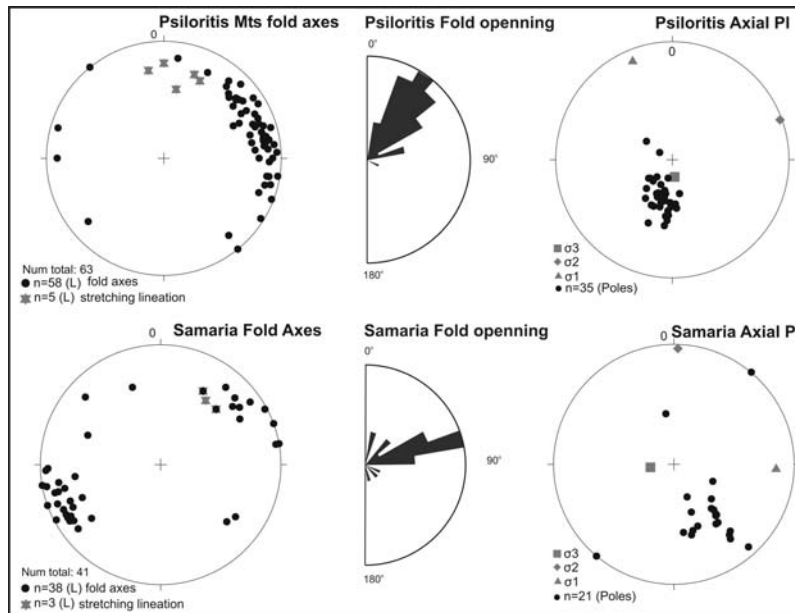 Psiloritis Mts fold axes
0
Num total: 63
n=58 (L) fold axes
n=5 (L) stretching lineation
Psiloritis Fold openning
0°
90°
180°
Psiloritis Axial Pl
0
σ3
σ2
σ1
n=35 (Poles)
Samaria Fold Axes
0
Num total: 41
n=38 (L) fold axes
n=3 (L) stretching lineation
Samaria Fold openning
0°
90°
180°
Samaria Axial P
0
σ3
σ2
σ1
n=21 (Poles)